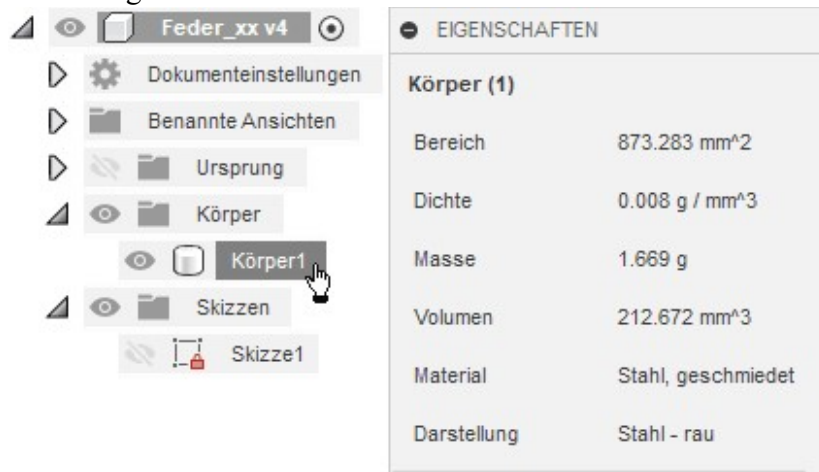 Feder_xx v4
Dokumenteinstellungen
Benannte Ansichten
Ursprung
Körper
Körper1
Skizzen
Skizze1
EIGENSCHAFTEN
Körper (1)
Bereich 873.283 mm^2
Dichte 0.008 g / mm^3
Masse 1.669 g
Volumen 212.672 mm^3
Material Stahl, geschmiedet
Darstellung Stahl - rau